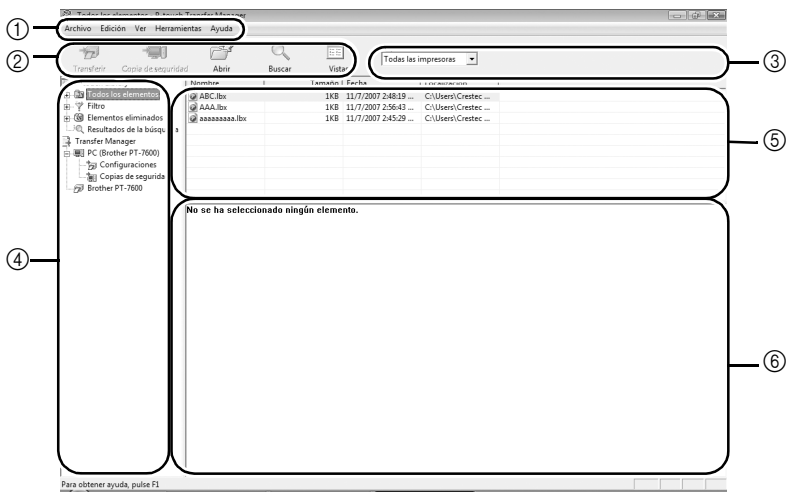 ①
Todos los elementos - P-touch Transfer Manager
Archivo Edición Ver Herramientas Ayuda
②
Transferir Copia de seguridad Abrir Buscar Vistas
Todas las impresoras
③
Nombre Tamaño Fecha Localización
Todos los elementos
Filtro
Elementos eliminados
Resultados de la búsqu a
Transfer Manager
PC (Brother PT-7600)
Configuraciones
Copias de segurida
Brother PT-7600
ABC.lbx 1KB 11/7/2007 2:48:19 ... C:\Users\Crestec ...
AAA.lbx 1KB 11/7/2007 2:56:43 ... C:\Users\Crestec ...
aaaaaaaaa.lbx 1KB 11/7/2007 2:45:29 ... C:\Users\Crestec ...
⑤
No se ha seleccionado ningún elemento.
④
⑥
Para obtener ayuda, pulse F1